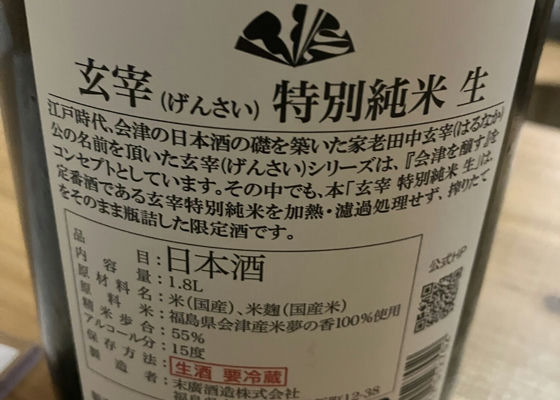 玄宰(げんさい) 特別純米 生
江戸時代、会津の日本酒の礎を築いた家老田中玄宰(はるなか)
公の名前を頂いた玄宰(げんさい)シリーズは、『会津を醸す』を
コンセプトとしています。その中でも、本「玄宰 特別純米 生」は、
定番酒である玄宰特別純米を加熱・濾過処理せず、搾りたて
をそのまま瓶詰した限定酒です。
公式HP
品目:日本酒
内容量:1.8L
原材料名:米(国産)、米麹(国産米)
原料米:福島県会津産米夢の香100%使用
精米歩合:55%
アルコール分:15度
保存方法:生酒 要冷蔵
製造者:末廣酒造株式会社
町12-38